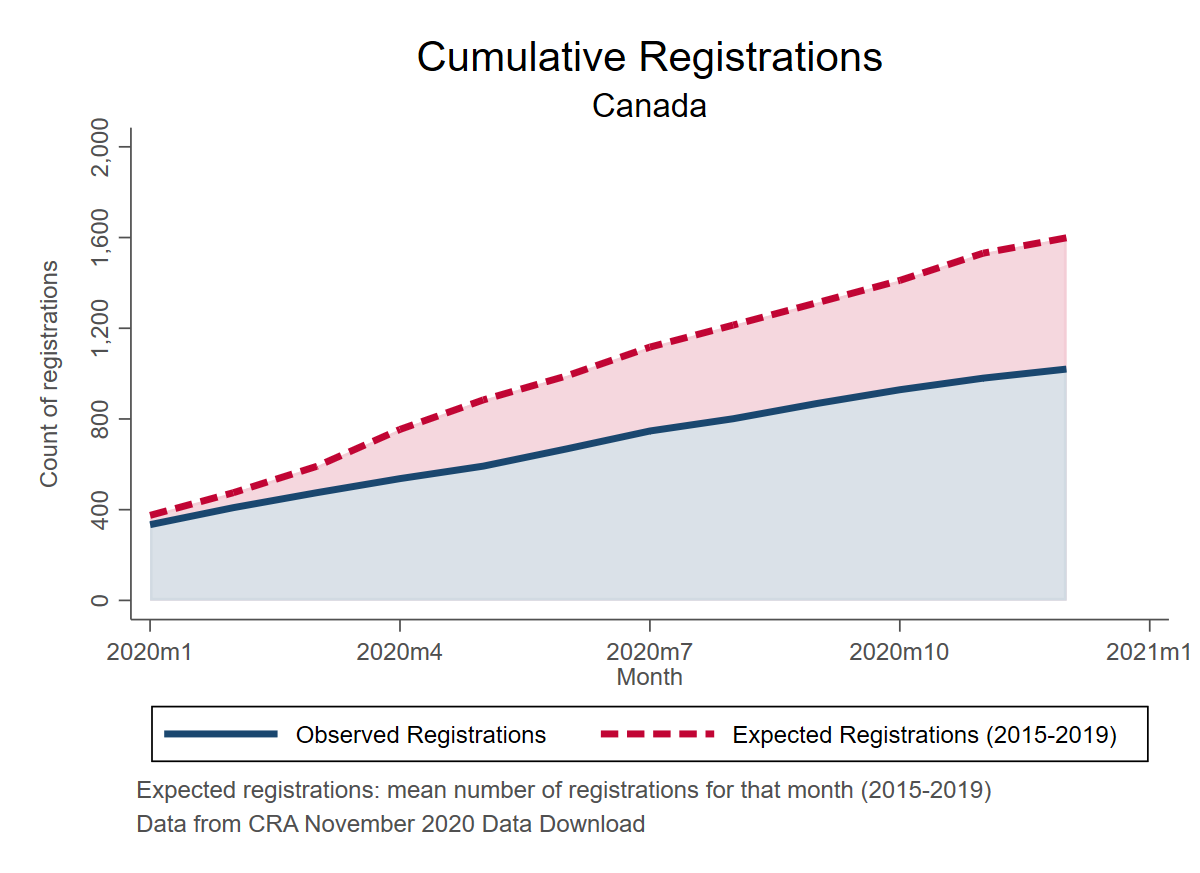 Cumulative Registrations
Canada
Count of registrations
2,000
1,600
1,200
800
400
0
2020m1 2020m4 2020m7 2020m10 2021m1
Month
Observed Registrations Expected Registrations (2015-2019)
Expected registrations: mean number of registrations for that month (2015-2019)
Data from CRA November 2020 Data Download